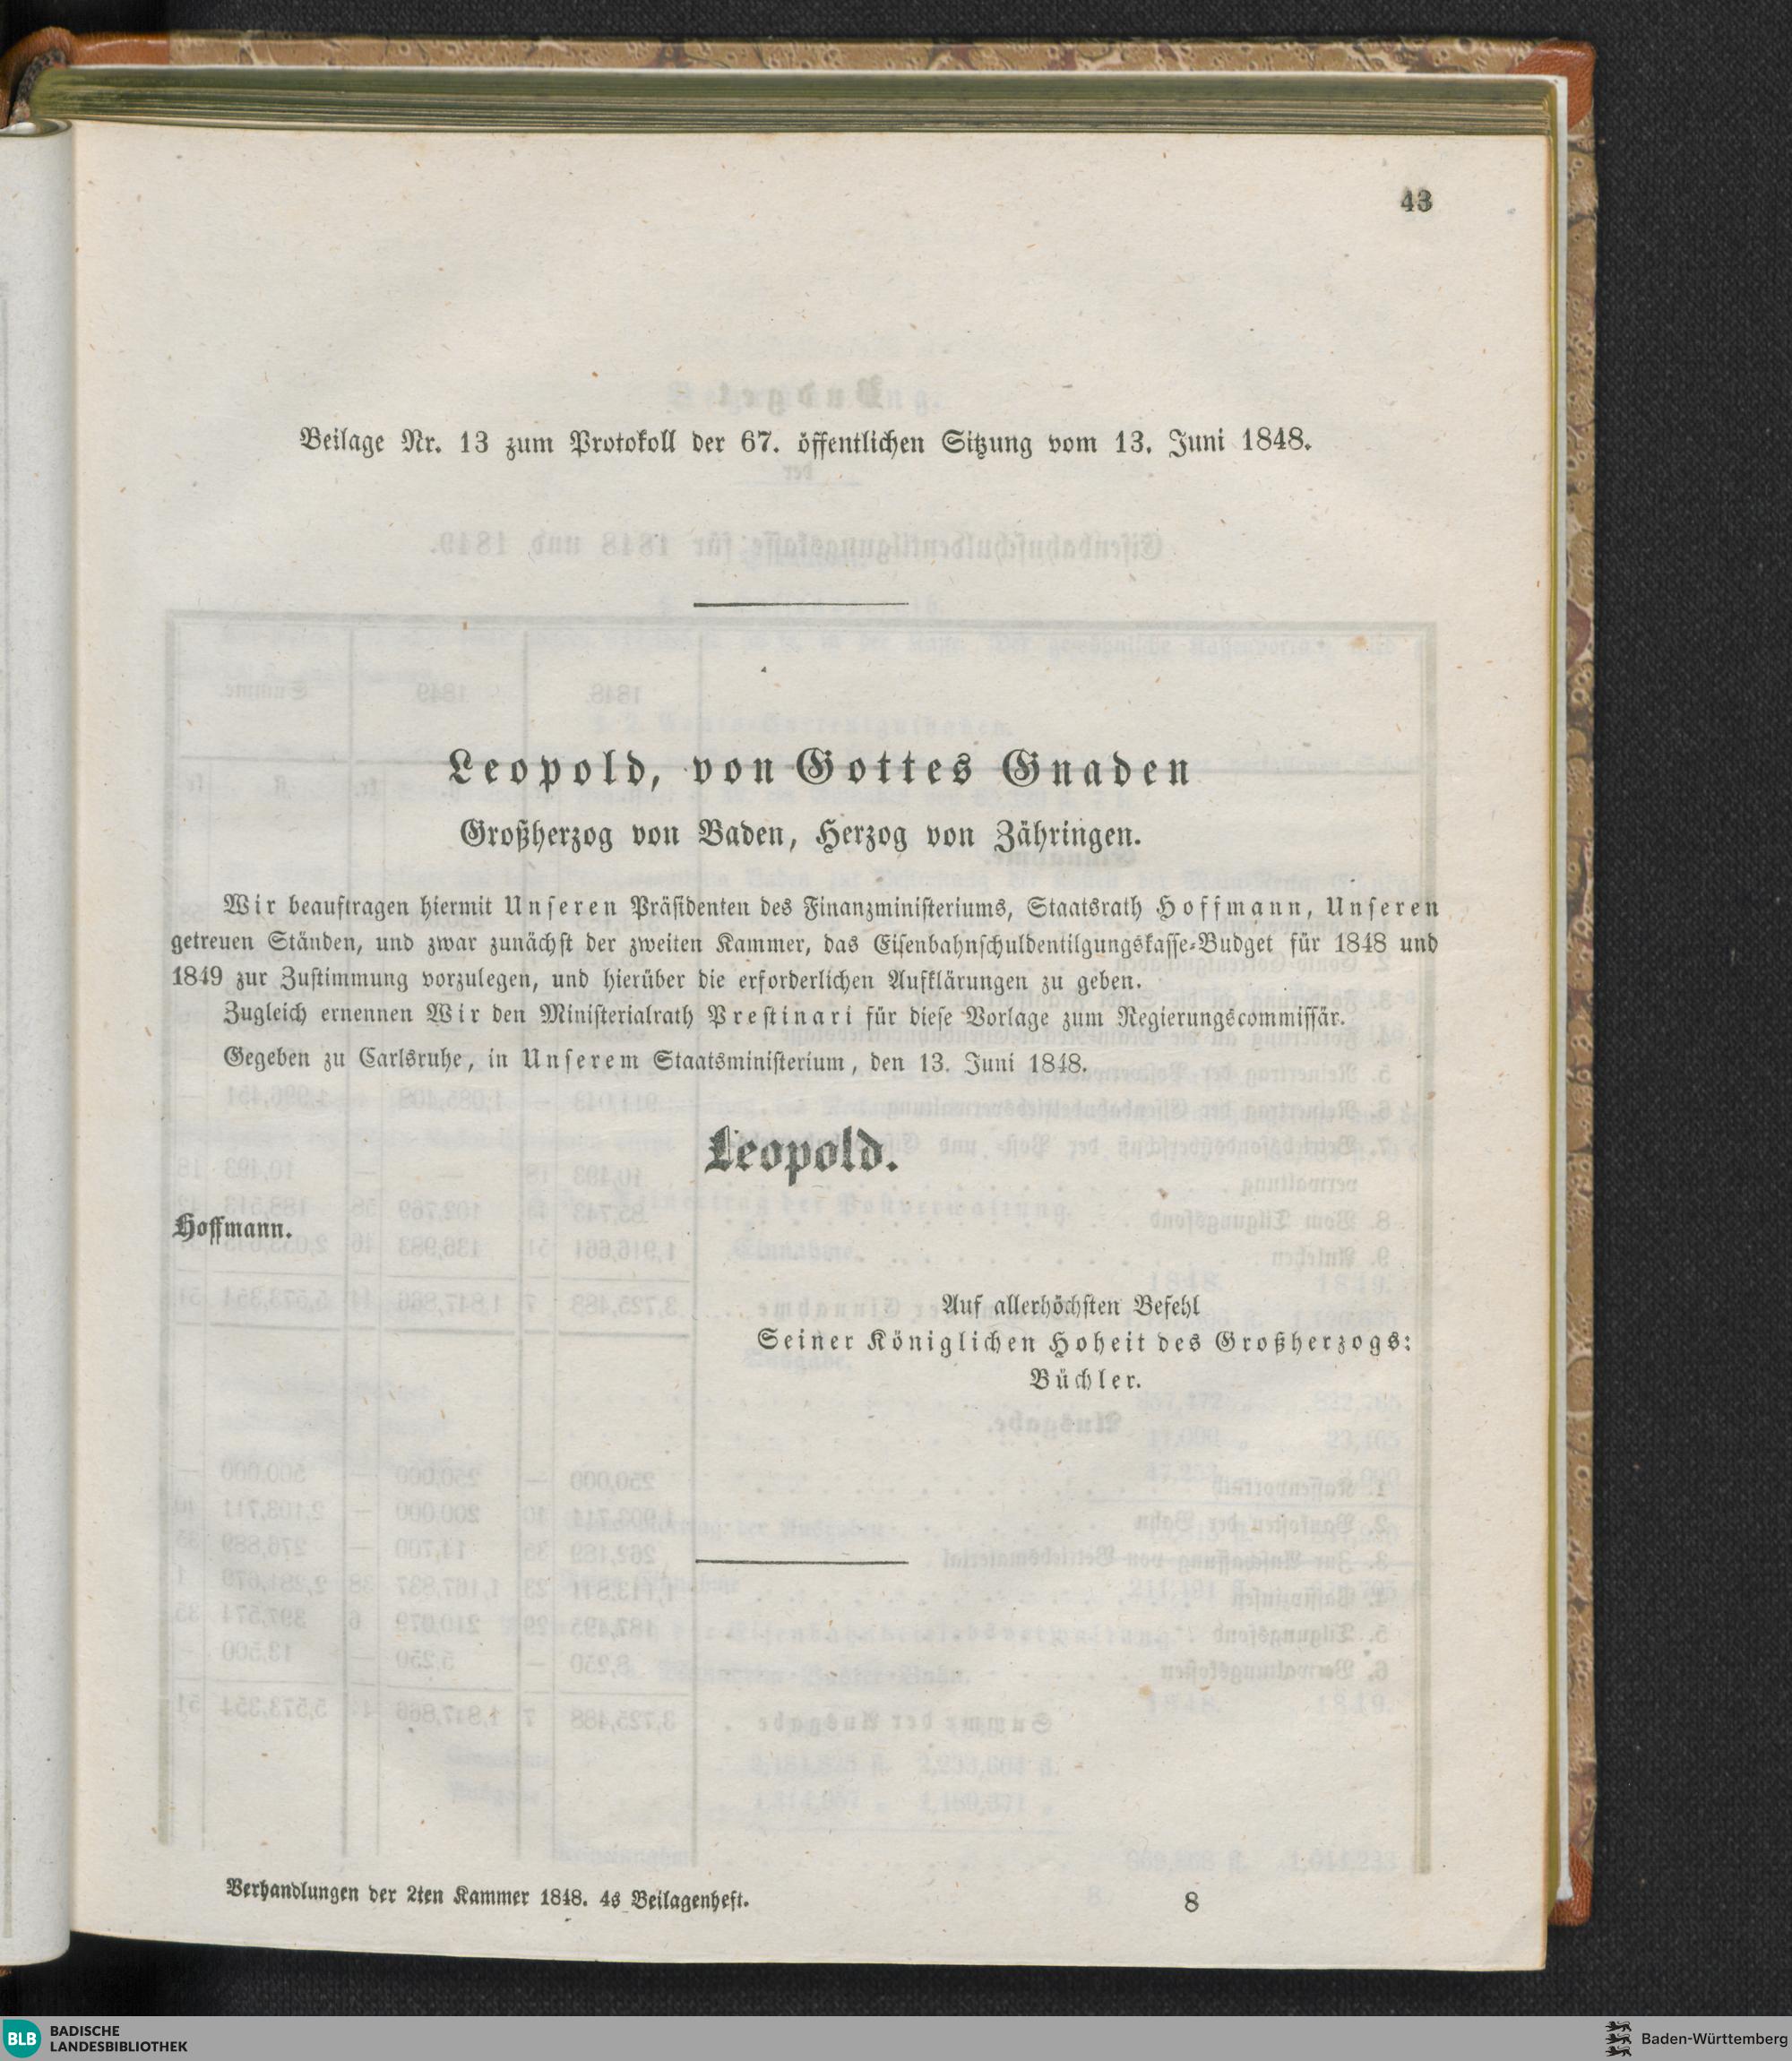 43
Beilage Nr. 13 zum Protokoll der 67. öffentlichen Sitzung vom 13. Juni 1848.
Leopold, von Gottes Gnaden
Großherzog von Baden, Herzog von Zähringen.
Wir beauftragen hiermit Unseren Präsidenten des Finanzministeriums, Staatsrath Hoffmann, Unseren
getreuen Ständen, und zwar zunächst der zweiten Kammer, das Eisenbahnschuldentilgungskasse-Budget für 1848 und
1849 zur Zustimmung vorzulegen, und hierüber die erforderlichen Aufklärungen zu geben.
Zugleich ernennen Wir den Ministerialrath Prestinari für diese Vorlage zum Regierungscommissär.
Gegeben zu Carlsruhe, in Unserem Staatsministerium, den 13. Juni 1848.
Leopold.
Hoffmann.
Auf allerhöchsten Befehl
Seiner Königlichen Hoheit des Großherzogs:
Büchler.
Verhandlungen der 2ten Kammer 1848. 4s Beilagenheft.
8
BLB BADISCHE
LANDESBIBLIOTHEK
Baden-Württemberg